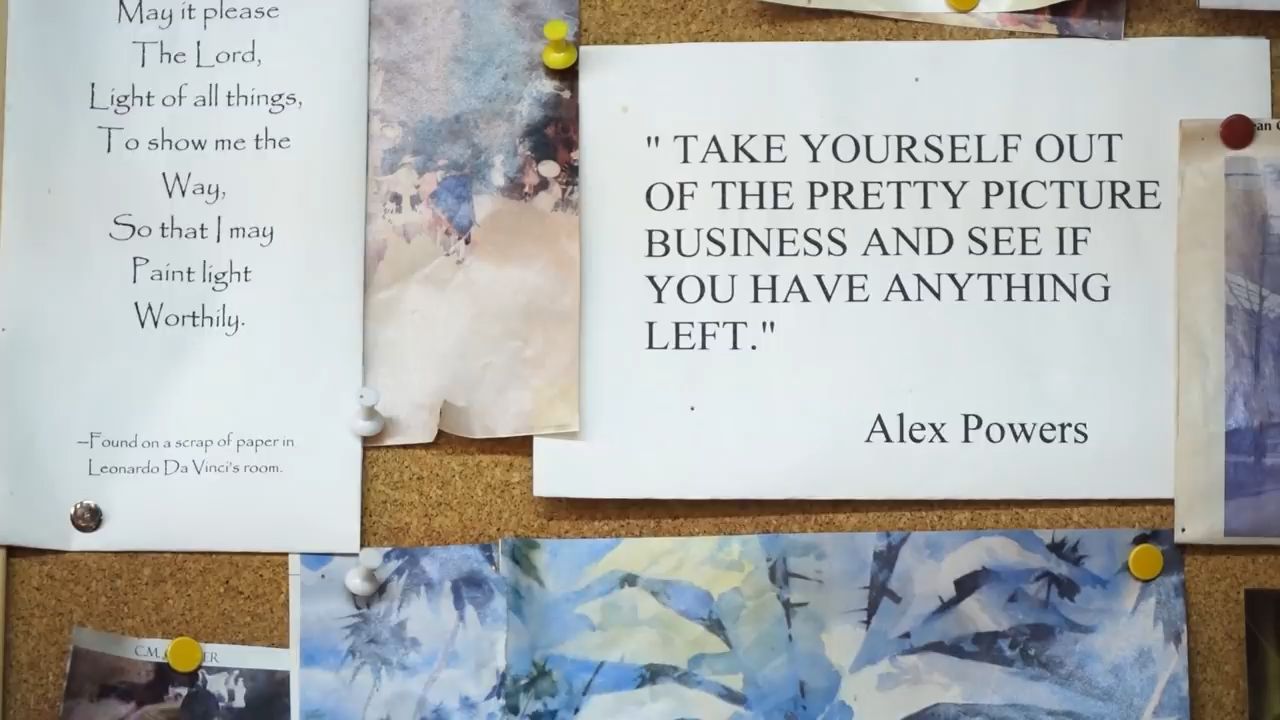 May it please
The Lord,
Light of all things,
To show me the
Way,
So that I may
Paint light
Worthily.
–Found on a scrap of paper in
Leonardo Da Vinci's room.
" TAKE YOURSELF OUT
OF THE PRETTY PICTURE
BUSINESS AND SEE IF
YOU HAVE ANYTHING
LEFT."
Alex Powers